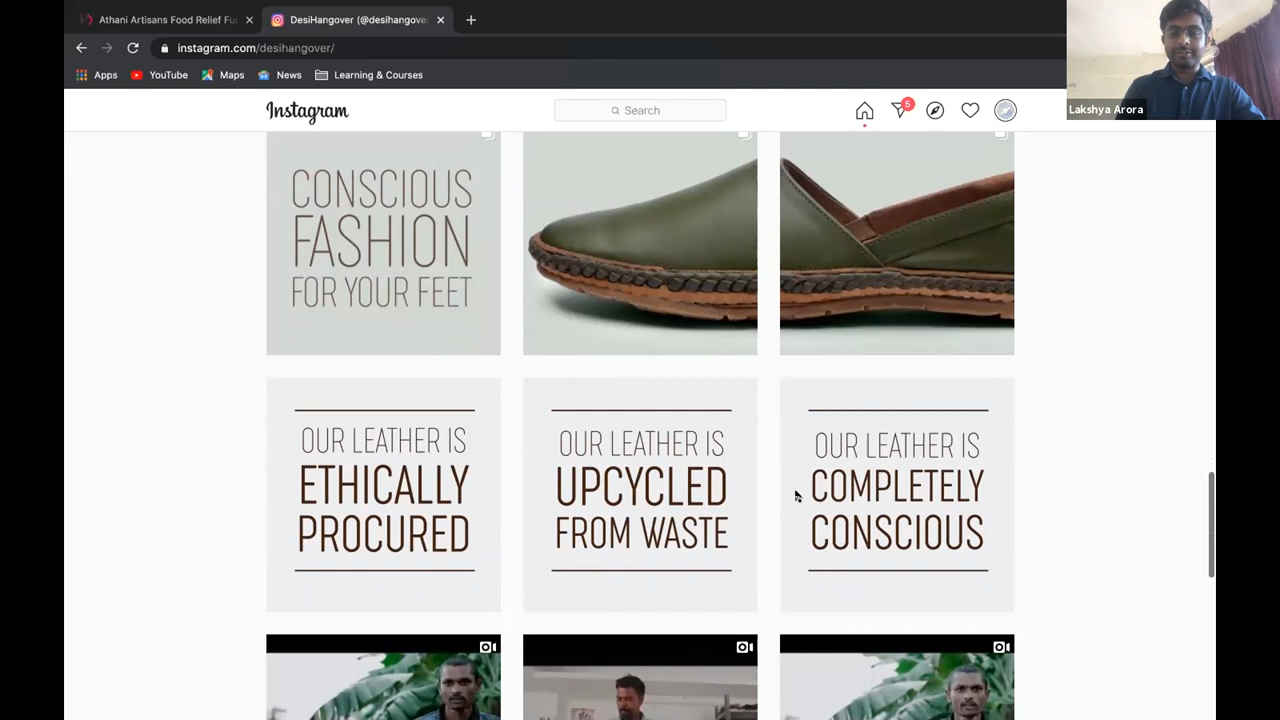 Athani Artisans Food Relief Fu
DesiHangover (@desihangover
instagram.com/desihangover/
Apps
YouTube
Maps
News
Learning & Courses
Lakshya Arora
Instagram
Search
5
CONSCIOUS
FASHION
FOR YOUR FEET
OUR LEATHER IS
ETHICALLY
PROCURED
OUR LEATHER IS
UPCYCLED
FROM WASTE
OUR LEATHER IS
COMPLETELY
CONSCIOUS